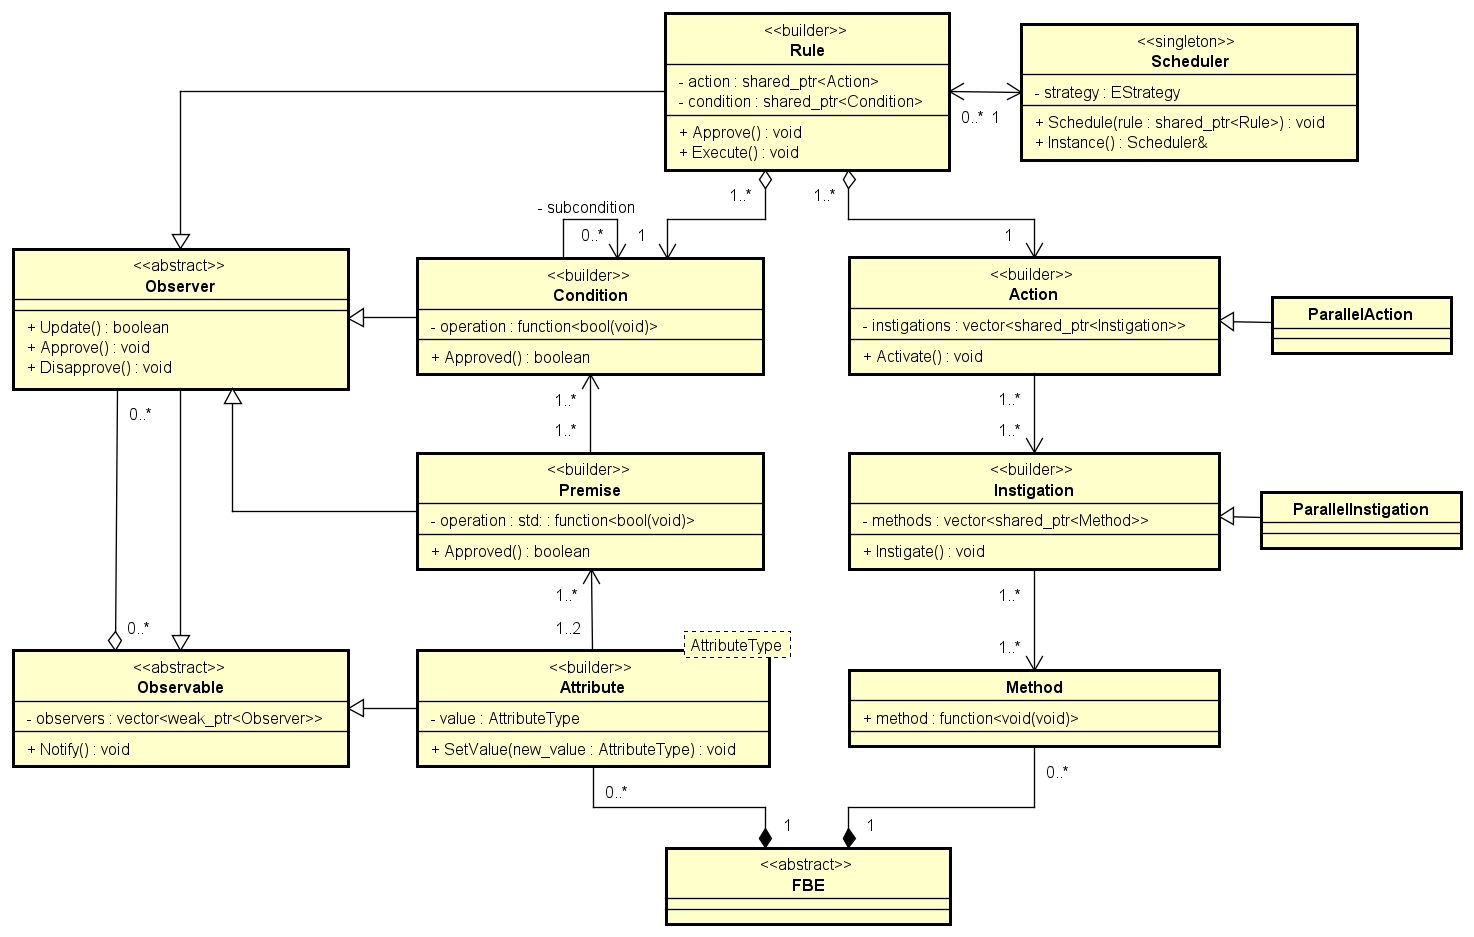 <<builder>>
Rule
- action : shared_ptr<Action>
- condition : shared_ptr<Condition>
+ Approve() : void
+ Execute() : void
<<singleton>>
Scheduler
- strategy : EStrategy
+ Schedule(rule : shared_ptr<Rule>) : void
+ Instance() : Scheduler&
0..* 1
1..*
1..*
- subcondition
0..*
1
1
<<abstract>>
Observer
+ Update() : boolean
+ Approve() : void
+ Disapprove() : void
<<builder>>
Condition
- operation : function<bool(void)>
+ Approved() : boolean
<<builder>>
Action
- instigations : vector<shared_ptr<Instigation>>
+ Activate() : void
ParallelAction
0..*
1..*
1..*
1..*
1..*
<<builder>>
Premise
- operation : std: : function<bool(void)>
+ Approved() : boolean
<<builder>>
Instigation
- methods : vector<shared_ptr<Method>>
+ Instigate() : void
ParallelInstigation
0..*
1..*
1..2
1..*
1..*
AttributeType
<<abstract>>
Observable
- observers : vector<weak_ptr<Observer>>
+ Notify() : void
<<builder>>
Attribute
- value : AttributeType
+ SetValue(new_value : AttributeType) : void
Method
+ method : function<void(void)>
0..*
0..*
1
1
<<abstract>>
FBE